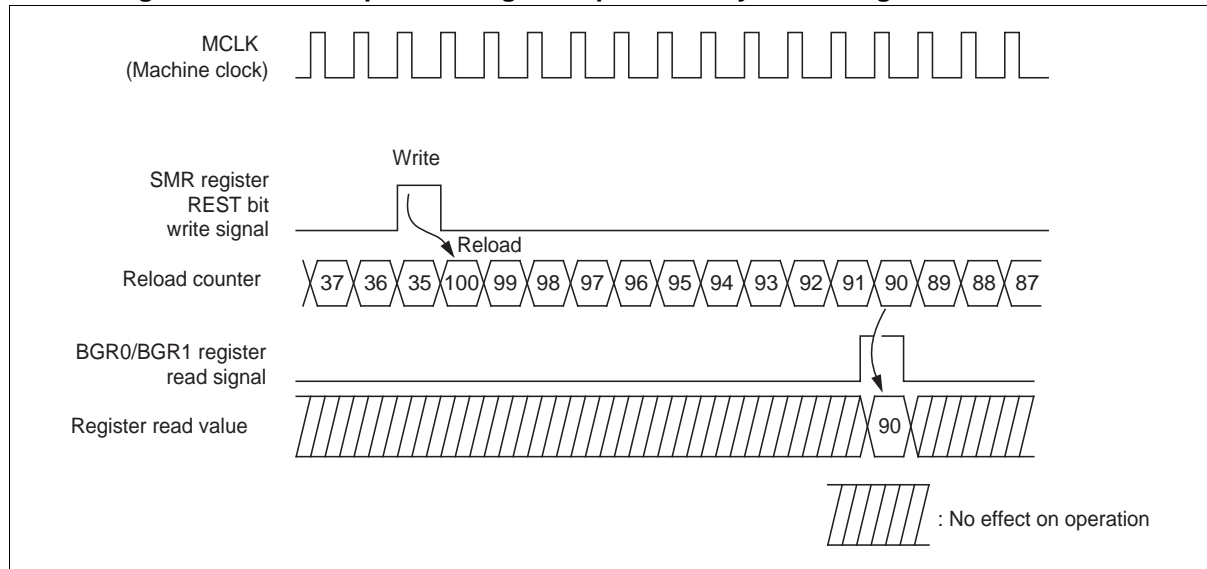 MCLK
(Machine clock)
Write
SMR register
REST bit
write signal
Reload
Reload counter
37 36 35 100 99 98 97 96 95 94 93 92 91 90 89 88 87
BGR0/BGR1 register
read signal
Register read value
90
: No effect on operation